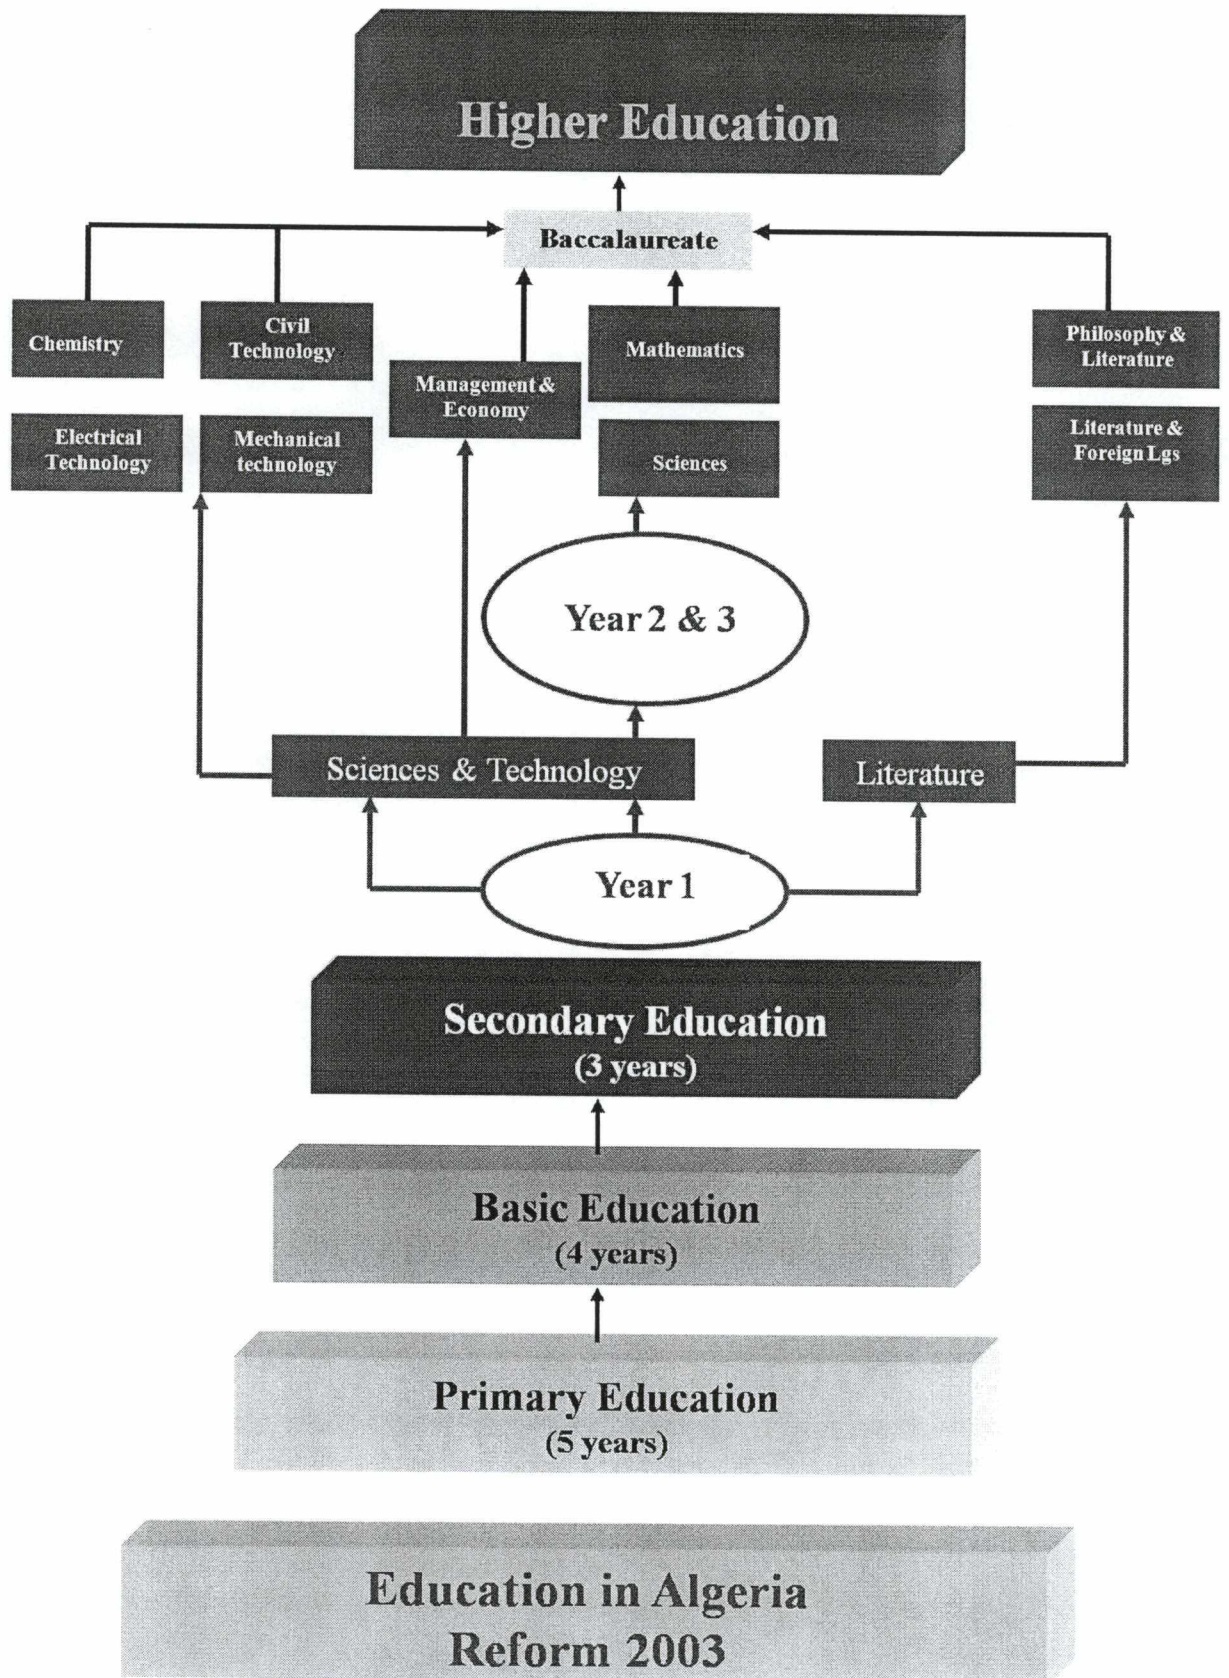 Higher Education
Baccalaureate
Chemistry
Civil
Technology
Management &
Economy
Mathematics
Philosophy &
Literature
Electrical
Technology
Mechanical
technology
Sciences
Literature &
Foreign Lgs
Year 2 & 3
Sciences & Technology
Literature
Year 1
Secondary Education
(3 years)
Basic Education
(4 years)
Primary Education
(5 years)
Education in Algeria
Reform 2003